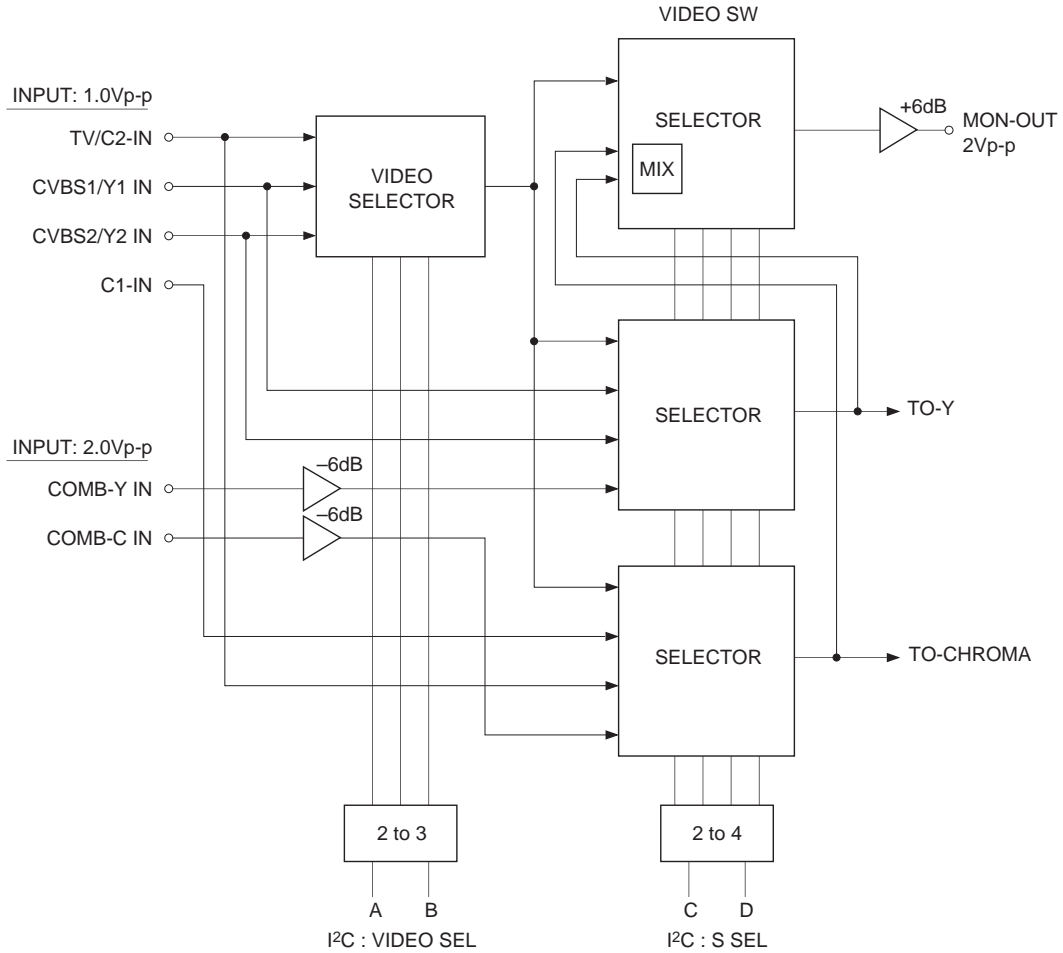 VIDEO SW
INPUT: 1.0Vp-p
TV/C2-IN
CVBS1/Y1 IN
CVBS2/Y2 IN
C1-IN
VIDEO
SELECTOR
SELECTOR
MIX
+6dB
MON-OUT
2Vp-p
SELECTOR
TO-Y
INPUT: 2.0Vp-p
COMB-Y IN
–6dB
COMB-C IN
–6dB
SELECTOR
TO-CHROMA
2 to 3
2 to 4
A B
C D
I²C : VIDEO SEL
I²C : S SEL